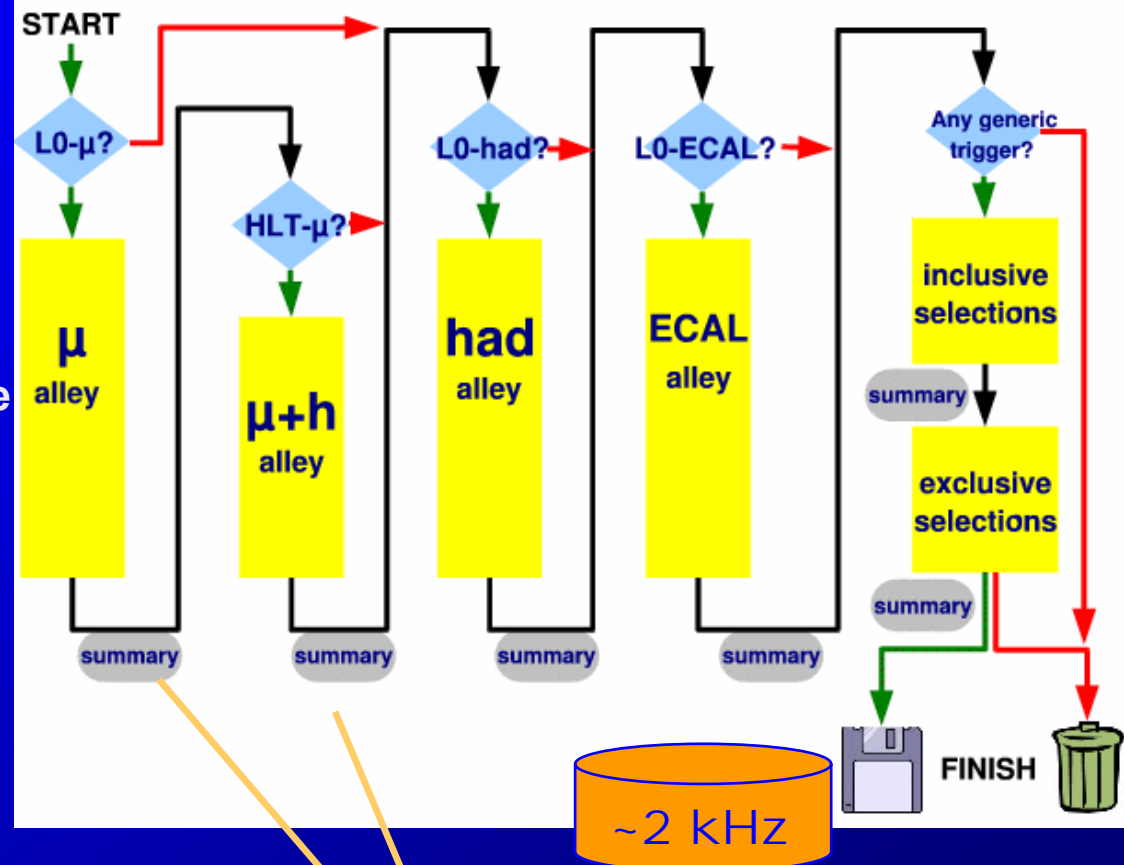 START
L0-µ?
HLT-µ?
L0-had?
L0-ECAL?
Any generic
trigger?
µ
alley
µ+h
alley
had
alley
ECAL
alley
inclusive
selections
summary
exclusive
selections
summary
summary
summary
summary
summary
e
FINISH
~2 kHz